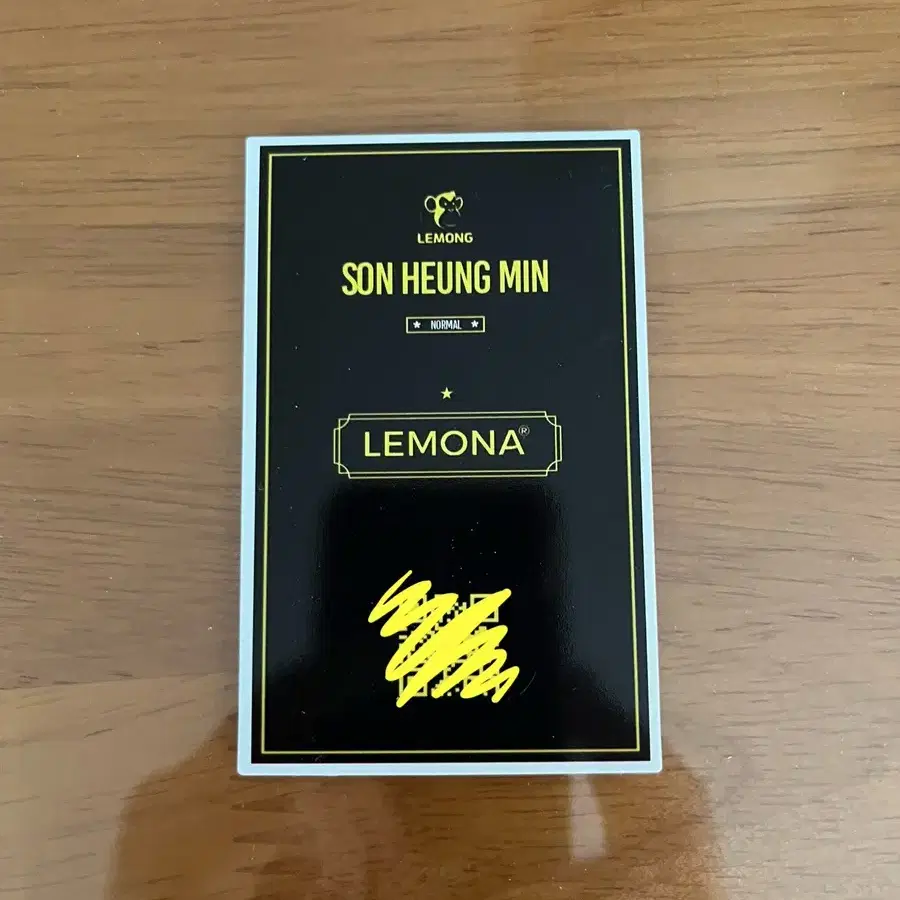 LEMONG
SON HEUNG MIN
★ NORMAL ★
LEMONA®